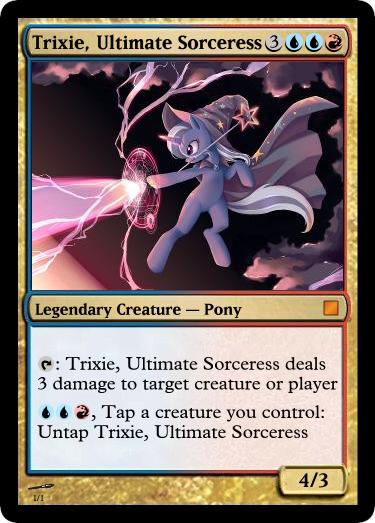 Trixie, Ultimate Sorceress 3
Legendary Creature — Pony
: Trixie, Ultimate Sorceress deals
3 damage to target creature or player
, Tap a creature you control:
Untap Trixie, Ultimate Sorceress
4/3
1/1